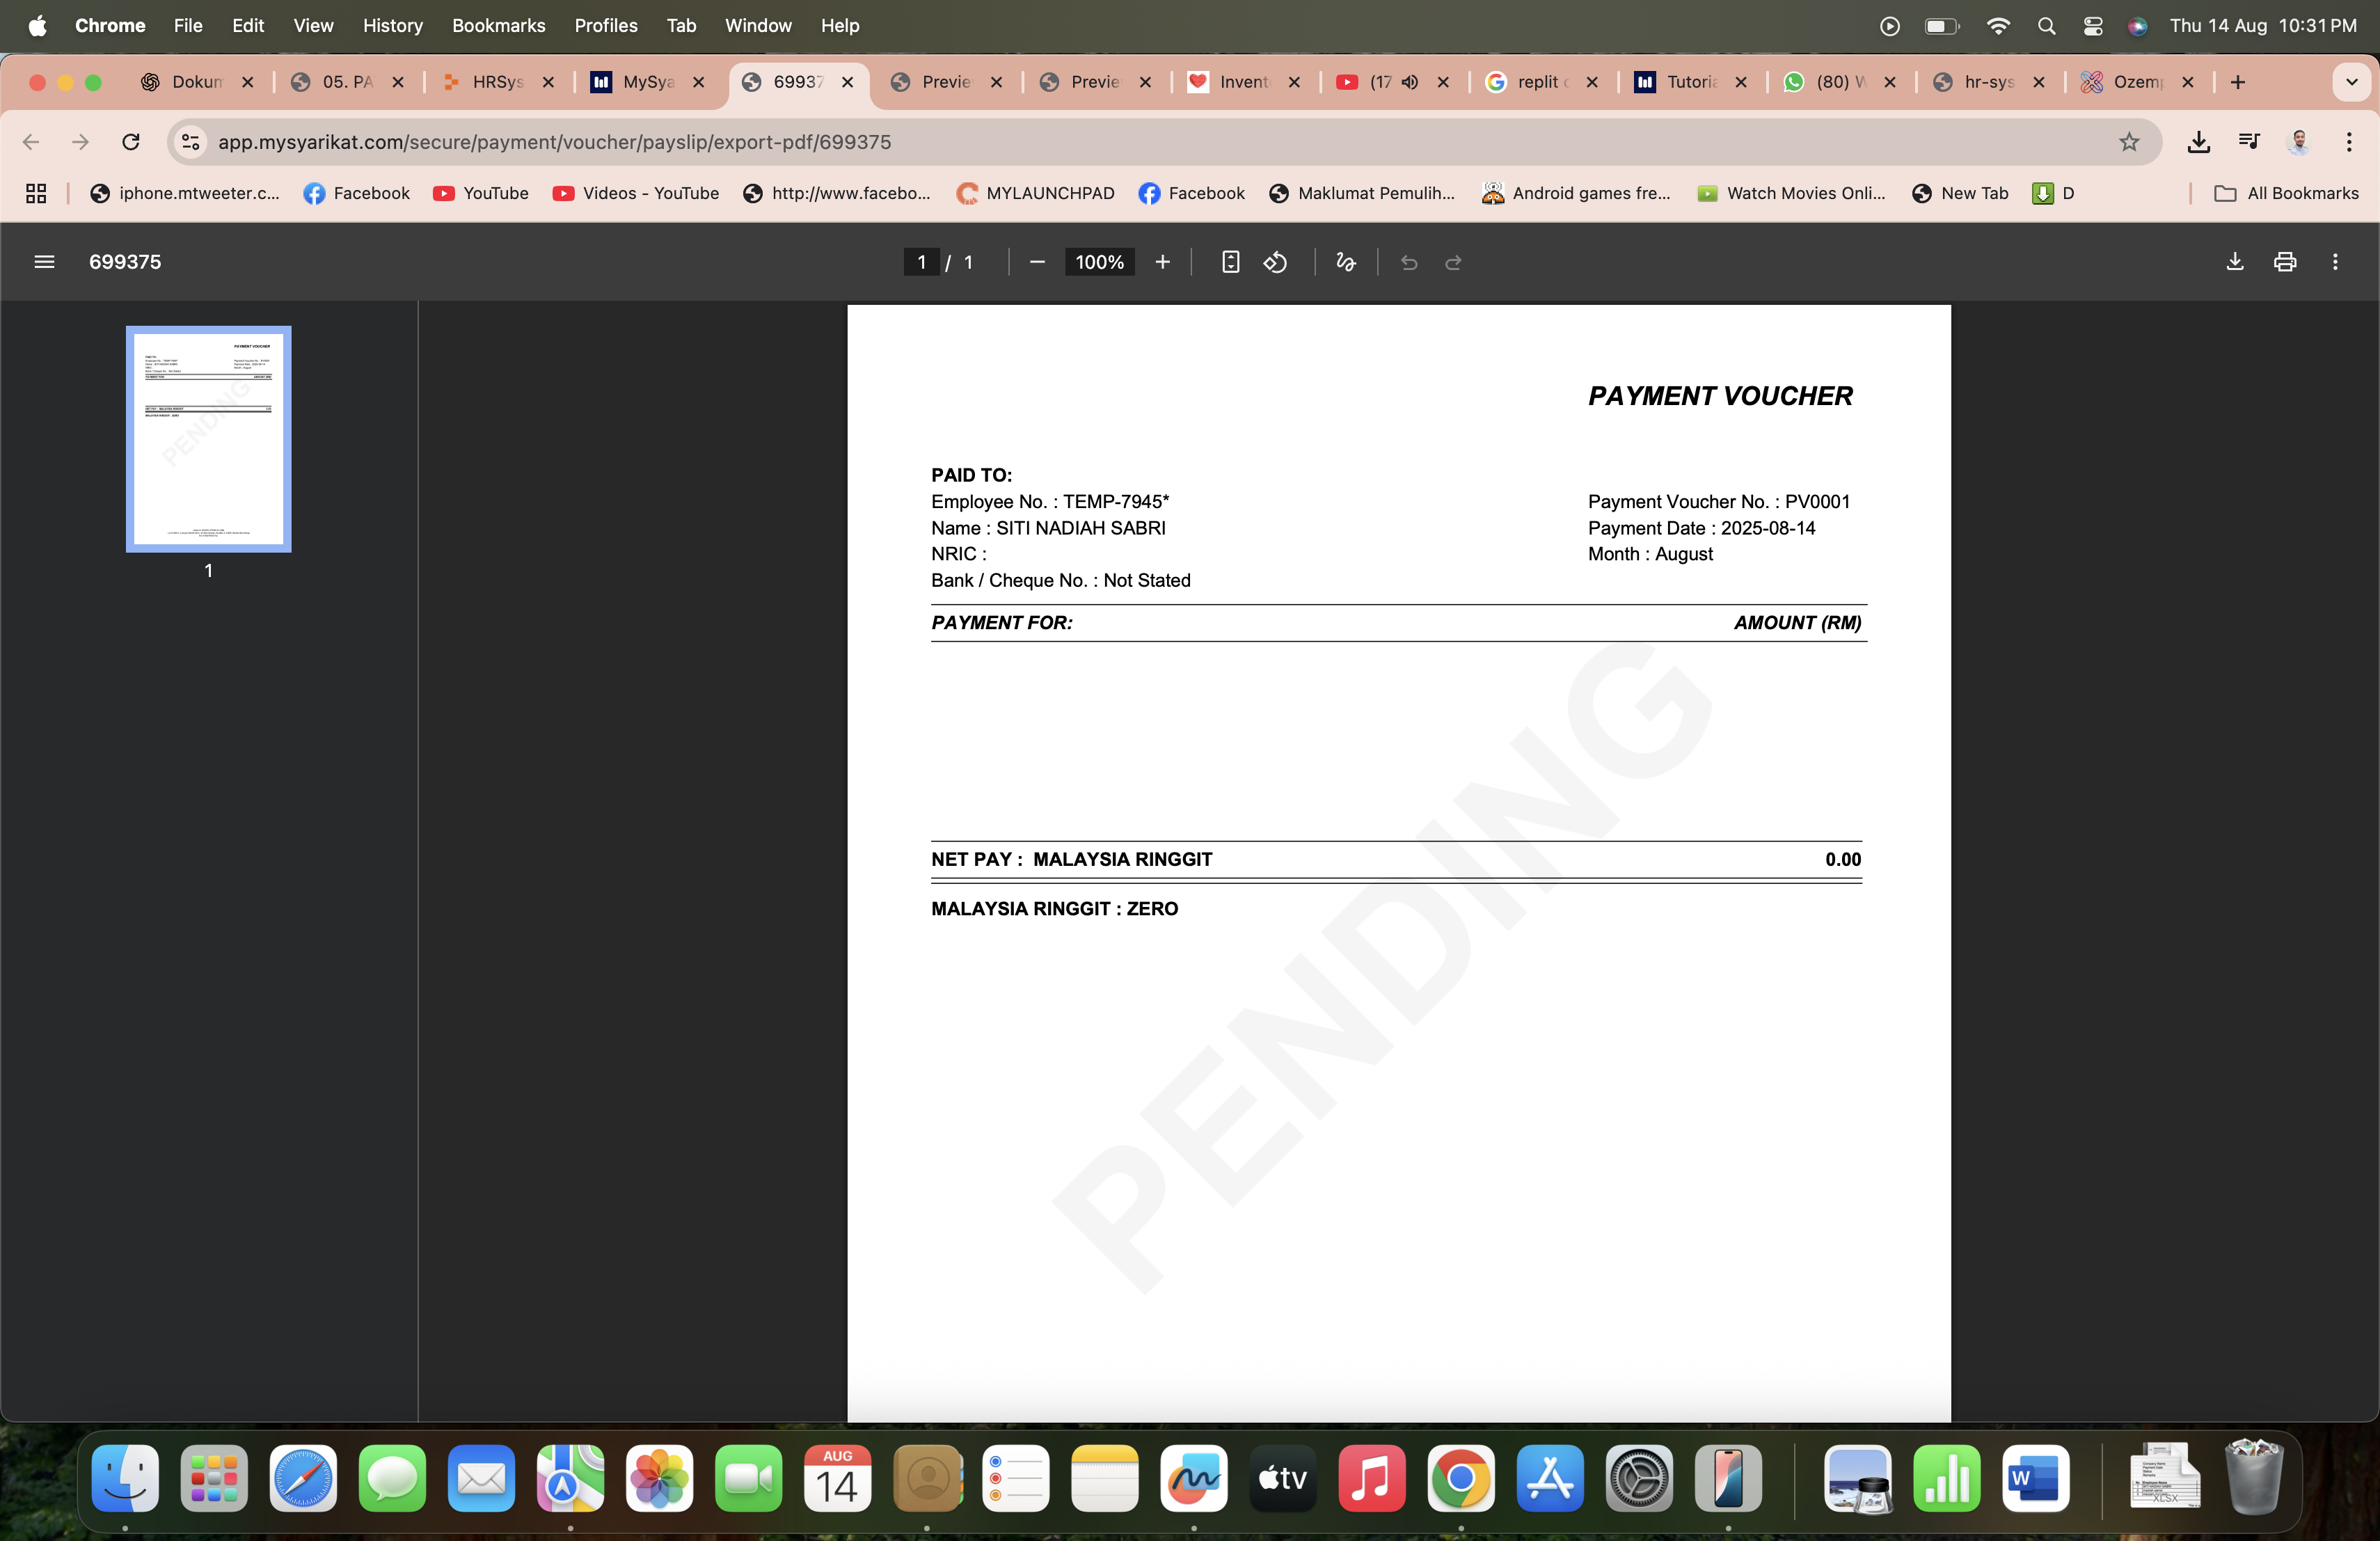 Chrome File Edit View History Bookmarks Profiles Tab Window Help Thu 14 Aug 10:31 PM
Dokum 05. PA HRSys MySya 69937 Previe Previe Invent (17 replit c Tutoria (80) W hr-sys Ozemp
app.mysyarikat.com/secure/payment/voucher/payslip/export-pdf/699375
iphone.mtweeter.c... Facebook YouTube Videos - YouTube http://www.facebo... MYLAUNCHPAD Facebook Maklumat Pemulih... Android games fre... Watch Movies Onli... New Tab D All Bookmarks
699375 1 / 1 100%
PAYMENT VOUCHER
PAID TO:
Employee No. : TEMP-7945* Payment Voucher No. : PV0001
Name : SITI NADIAH SABRI Payment Date : 2025-08-14
NRIC : Month : August
Bank / Cheque No. : Not Stated
PAYMENT FOR: AMOUNT (RM)
NET PAY : MALAYSIA RINGGIT 0.00
MALAYSIA RINGGIT : ZERO
PENDING
1
AUG
14
tv
W
XLSX